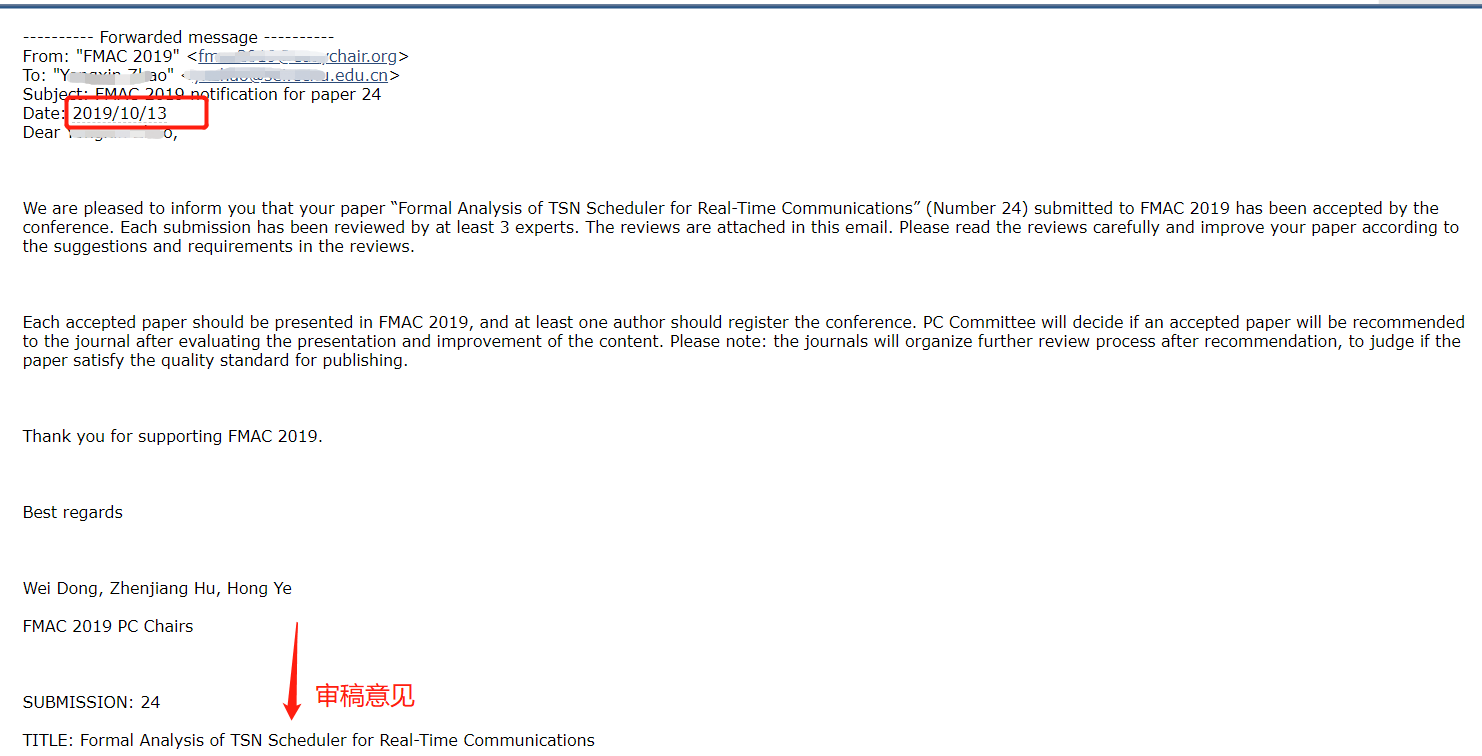 ---------- Forwarded message ----------
From: "FMAC 2019" <fm chair.org>
To: ao" .edu.cn>
Subject: FMAC 2019 notification for paper 24
Date: 2019/10/13
Dear
We are pleased to inform you that your paper “Formal Analysis of TSN Scheduler for Real-Time Communications” (Number 24) submitted to FMAC 2019 has been accepted by the
conference. Each submission has been reviewed by at least 3 experts. The reviews are attached in this email. Please read the reviews carefully and improve your paper according to
the suggestions and requirements in the reviews.
Each accepted paper should be presented in FMAC 2019, and at least one author should register the conference. PC Committee will decide if an accepted paper will be recommended
to the journal after evaluating the presentation and improvement of the content. Please note: the journals will organize further review process after recommendation, to judge if the
paper satisfy the quality standard for publishing.
Thank you for supporting FMAC 2019.
Best regards
Wei Dong, Zhenjiang Hu, Hong Ye
FMAC 2019 PC Chairs
审稿意见
SUBMISSION: 24
TITLE: Formal Analysis of TSN Scheduler for Real-Time Communications